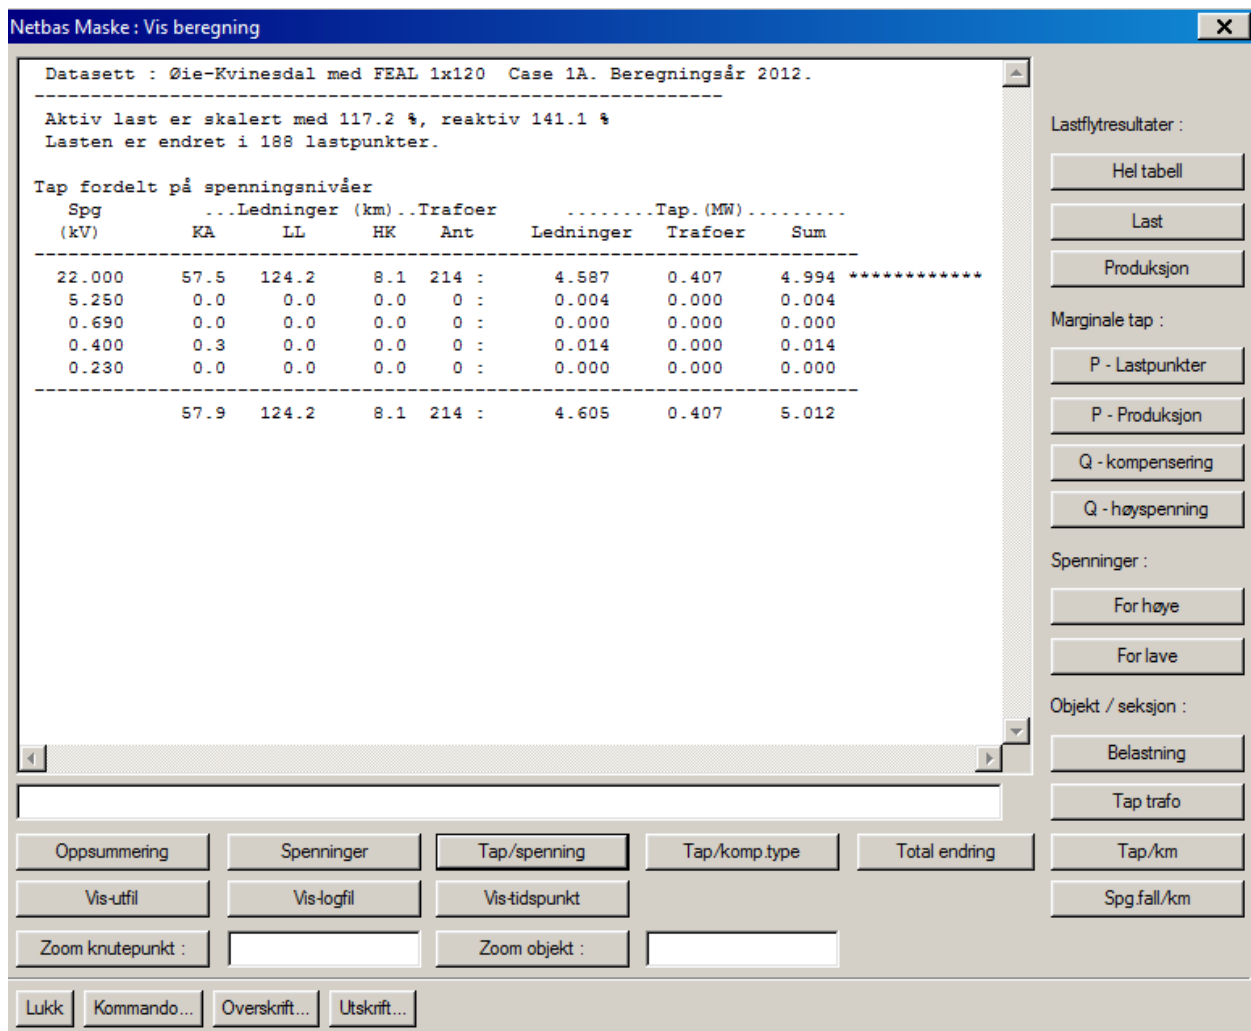 Netbas Maske : Vis beregning
Datasett : Øie-Kvinesdal med FEAL 1x120  Case 1A. Beregningsår 2012.
-------------------------------------------------------------
Aktiv last er skalert med 117.2 %, reaktiv 141.1 %
Lasten er endret i 188 lastpunkter.
Tap fordelt på spenningsnivåer
Spg ...Ledninger (km)..Trafoer ........Tap.(MW).........
(kV) KA LL HK Ant Ledninger Trafoer Sum
-------------------------------------------------------------------------
22.000 57.5 124.2 8.1 214 : 4.587 0.407 4.994 ************
5.250 0.0 0.0 0.0 0 : 0.004 0.000 0.004
0.690 0.0 0.0 0.0 0 : 0.000 0.000 0.000
0.400 0.3 0.0 0.0 0 : 0.014 0.000 0.014
0.230 0.0 0.0 0.0 0 : 0.000 0.000 0.000
-------------------------------------------------------------------------
57.9 124.2 8.1 214 : 4.605 0.407 5.012
Lastflytresultater :
Hel tabell
Last
Produksjon
Marginale tap :
P - Lastpunkter
P - Produksjon
Q - kompensering
Q - høyspenning
Spenninger :
For høye
For lave
Objekt / seksjon :
Belastning
Tap trafo
Oppsummering Spenninger Tap/spenning Tap/komp.type Total endring Tap/km
Vis-utfil Vis-logfil Vis-tidspunkt Spg.fall/km
Zoom knutepunkt : Zoom objekt :
Lukk Kommando... Overskrift... Utskrift...